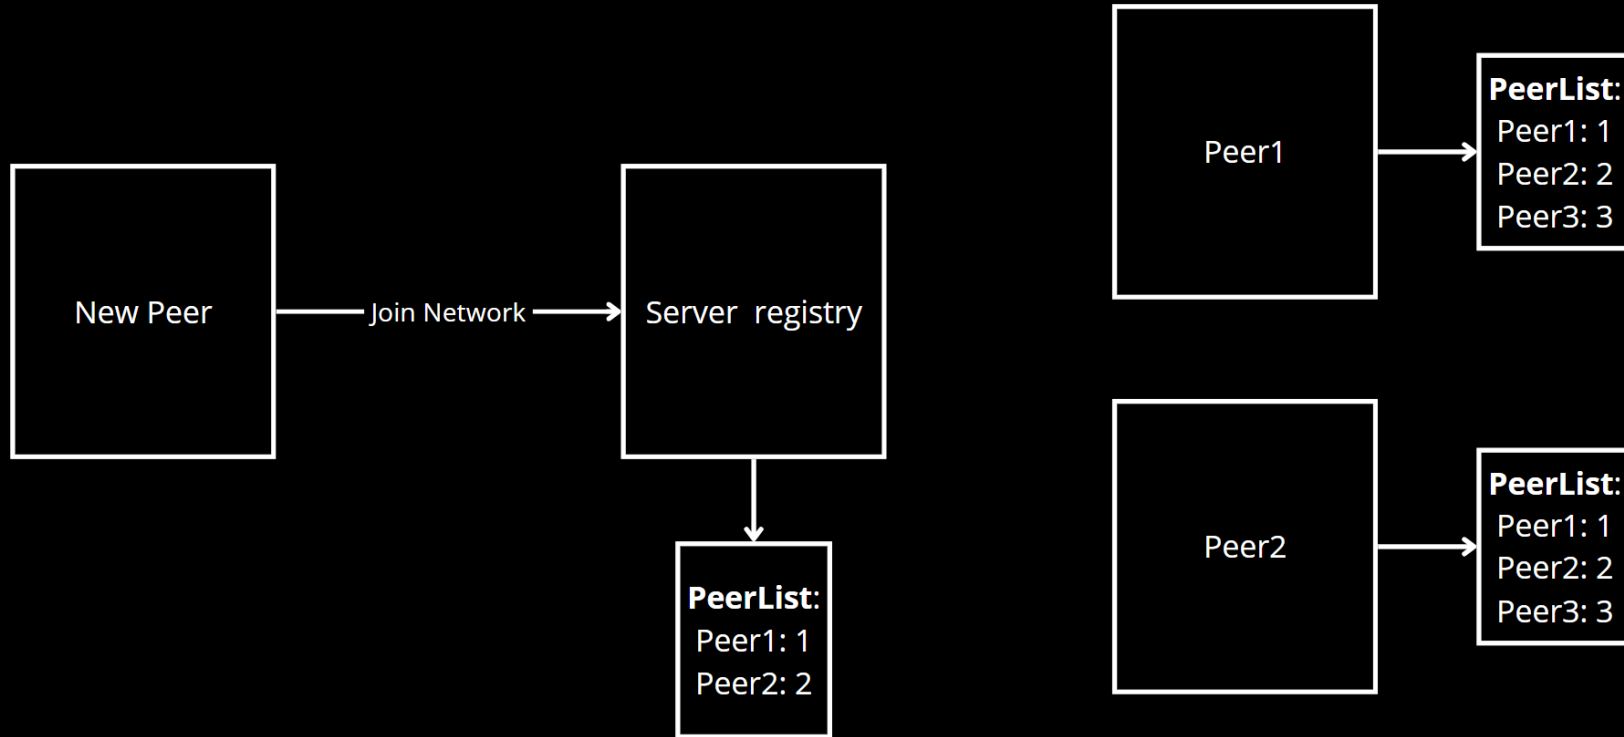 New Peer
Join Network
Server registry
PeerList:
Peer1: 1
Peer2: 2
Peer1
PeerList:
Peer1: 1
Peer2: 2
Peer3: 3
Peer2
PeerList:
Peer1: 1
Peer2: 2
Peer3: 3